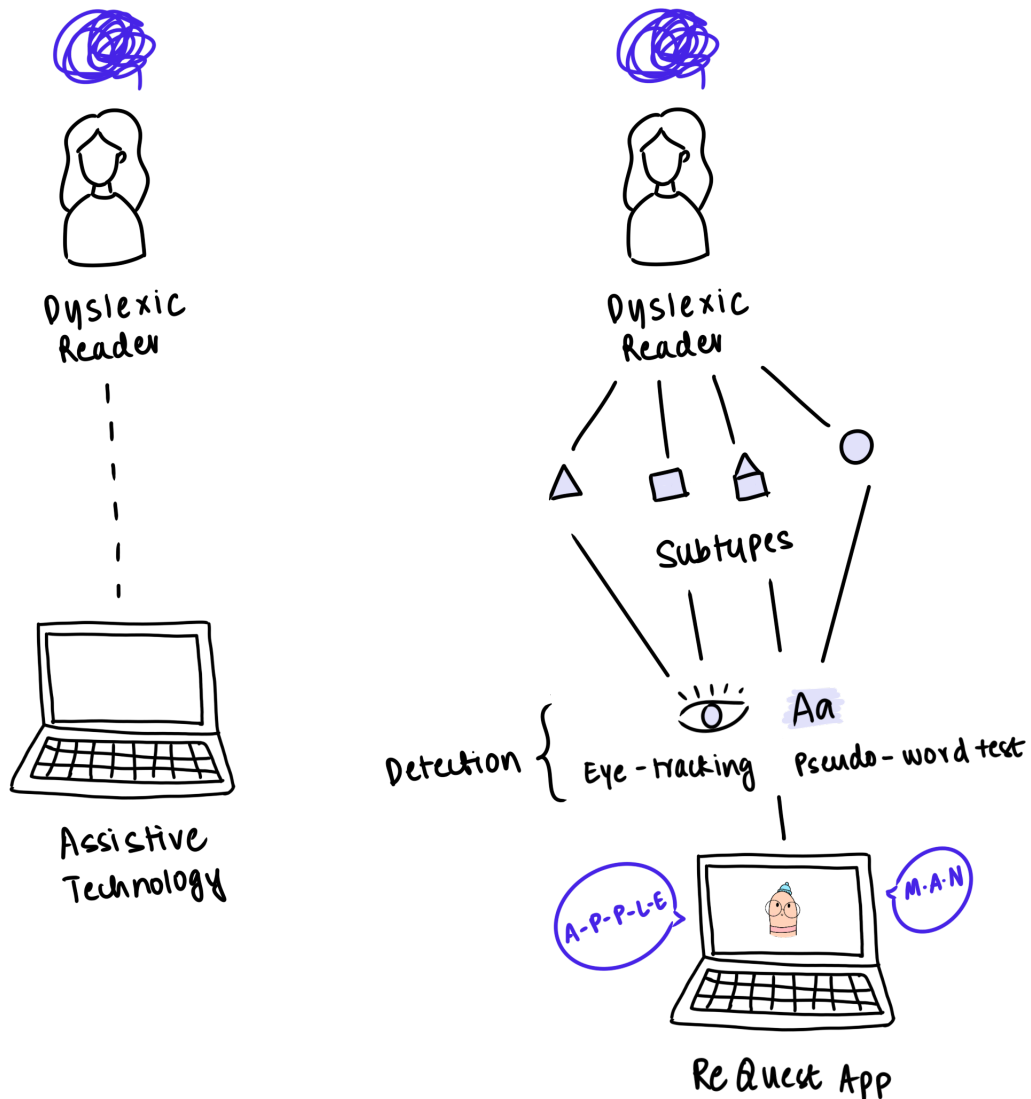 Dyslexic
Reader
Assistive
Technology
Dyslexic
Reader
Subtypes
Detection
Aa
Eye-tracking
Pseudo-word test
A-P-P-L-E
M-A-N
ReQuest App